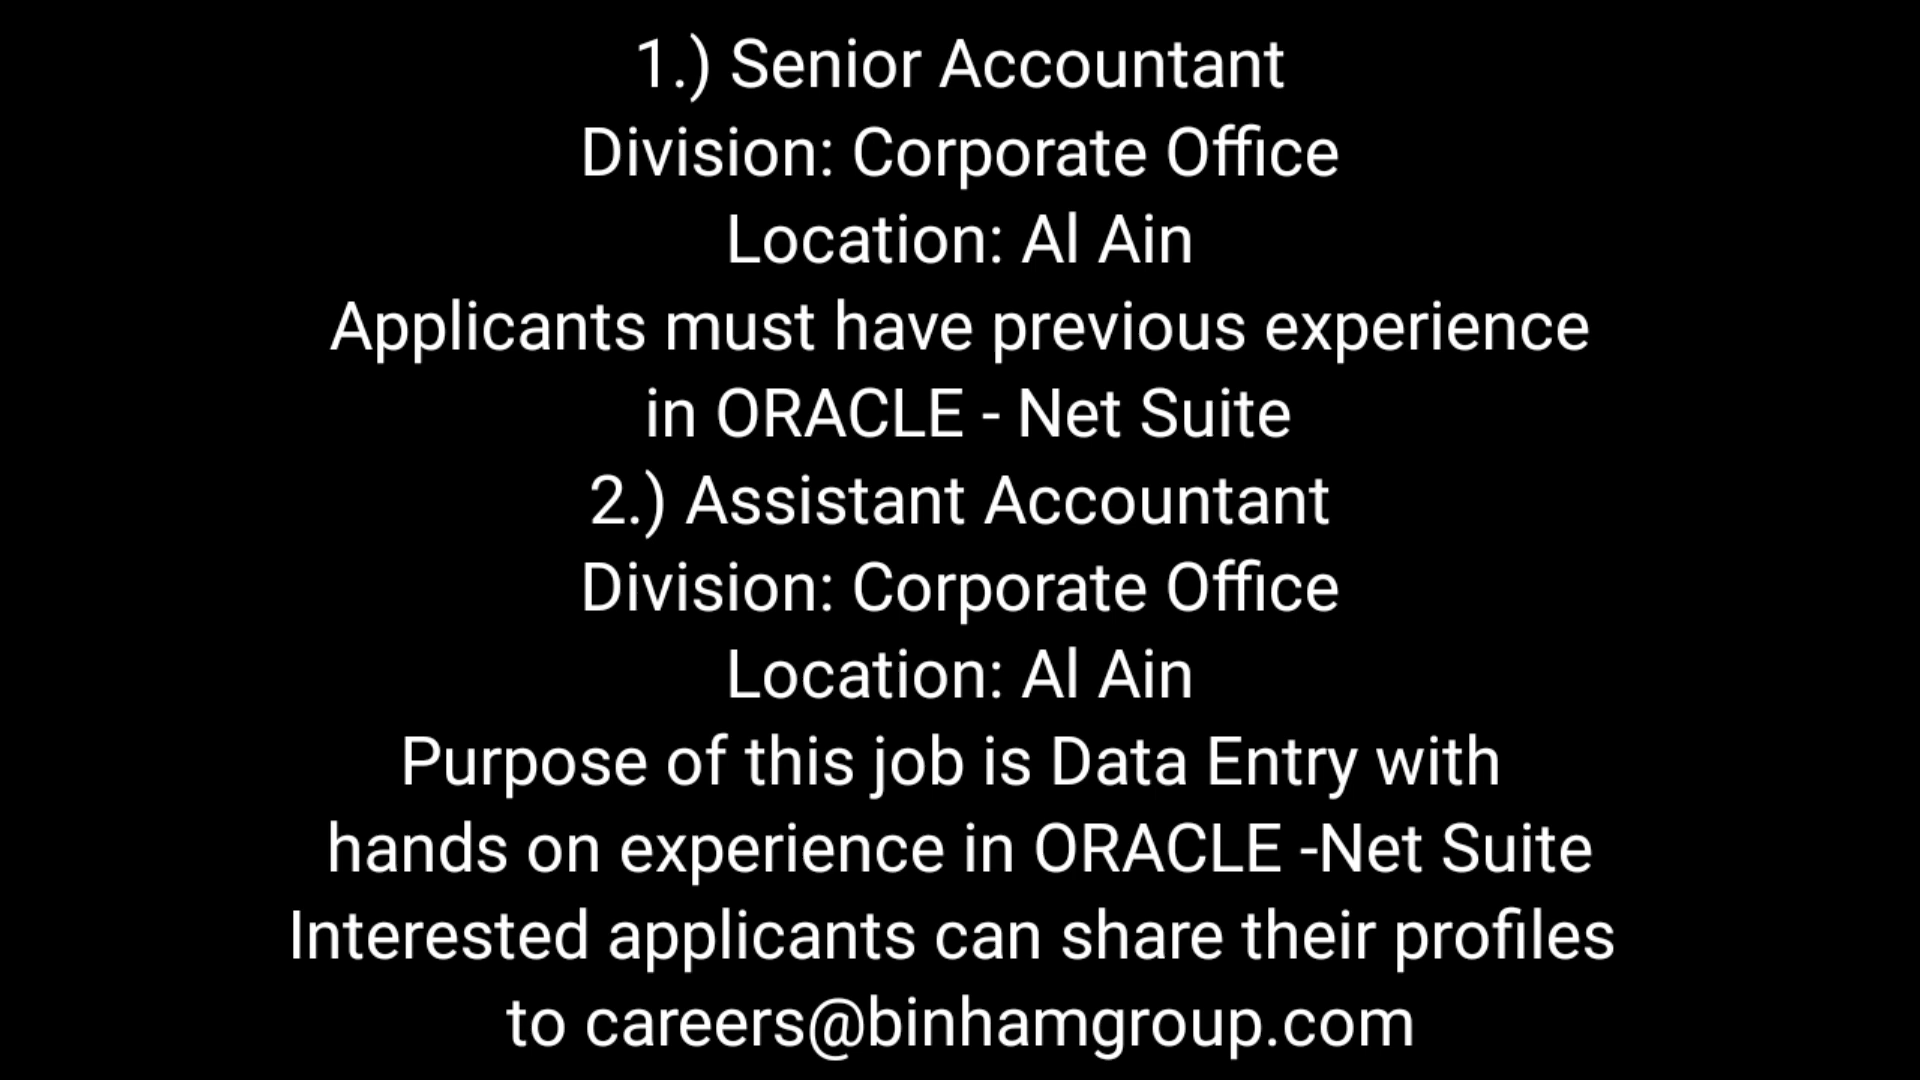 1.) Senior Accountant
Division: Corporate Office
Location: Al Ain
Applicants must have previous experience
in ORACLE - Net Suite
2.) Assistant Accountant
Division: Corporate Office
Location: Al Ain
Purpose of this job is Data Entry with
hands on experience in ORACLE -Net Suite
Interested applicants can share their profiles
to careers@binhamgroup.com